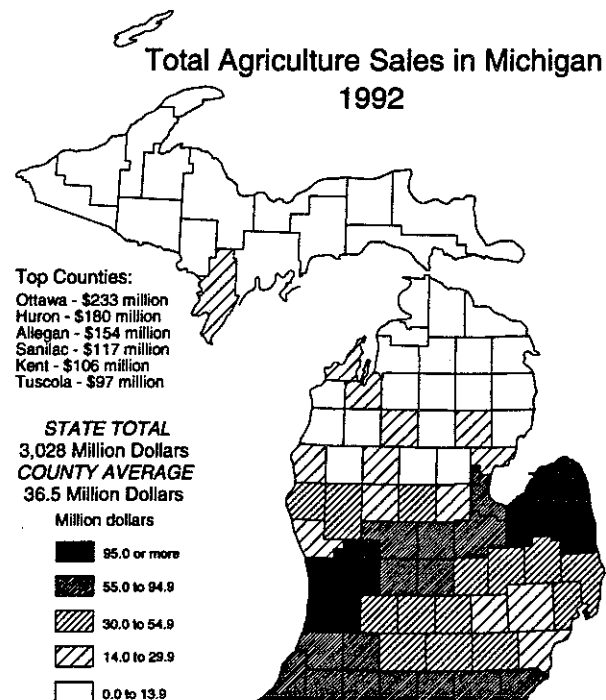 Total Agriculture Sales in Michigan
1992
Top Counties:
Ottawa - $233 million
Huron - $180 million
Allegan - $154 million
Sanilac - $117 million
Kent - $106 million
Tuscola - $97 million
STATE TOTAL
3,028 Million Dollars
COUNTY AVERAGE
36.5 Million Dollars
Million dollars
95.0 or more
55.0 to 94.9
30.0 to 54.9
14.0 to 29.9
0.0 to 13.9